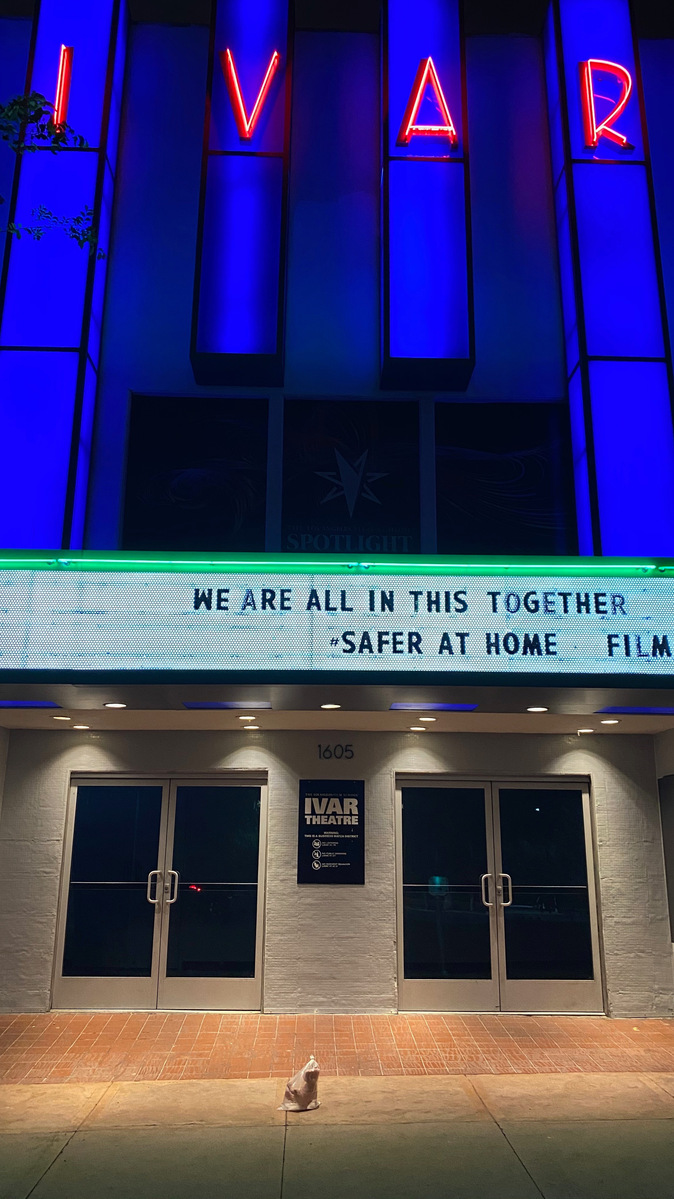 IVAR
SPOTLIGHT
WE ARE ALL IN THIS TOGETHER
#SAFER AT HOME FILM
1605
IVAR
THEATRE